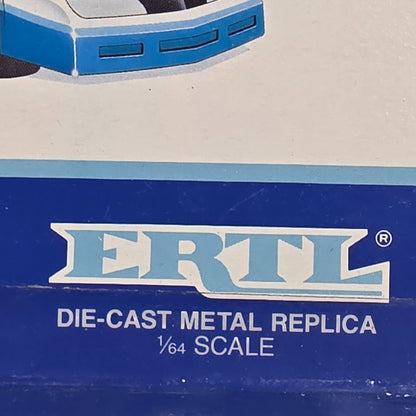 ERTL®
DIE-CAST METAL REPLICA
1/64 SCALE